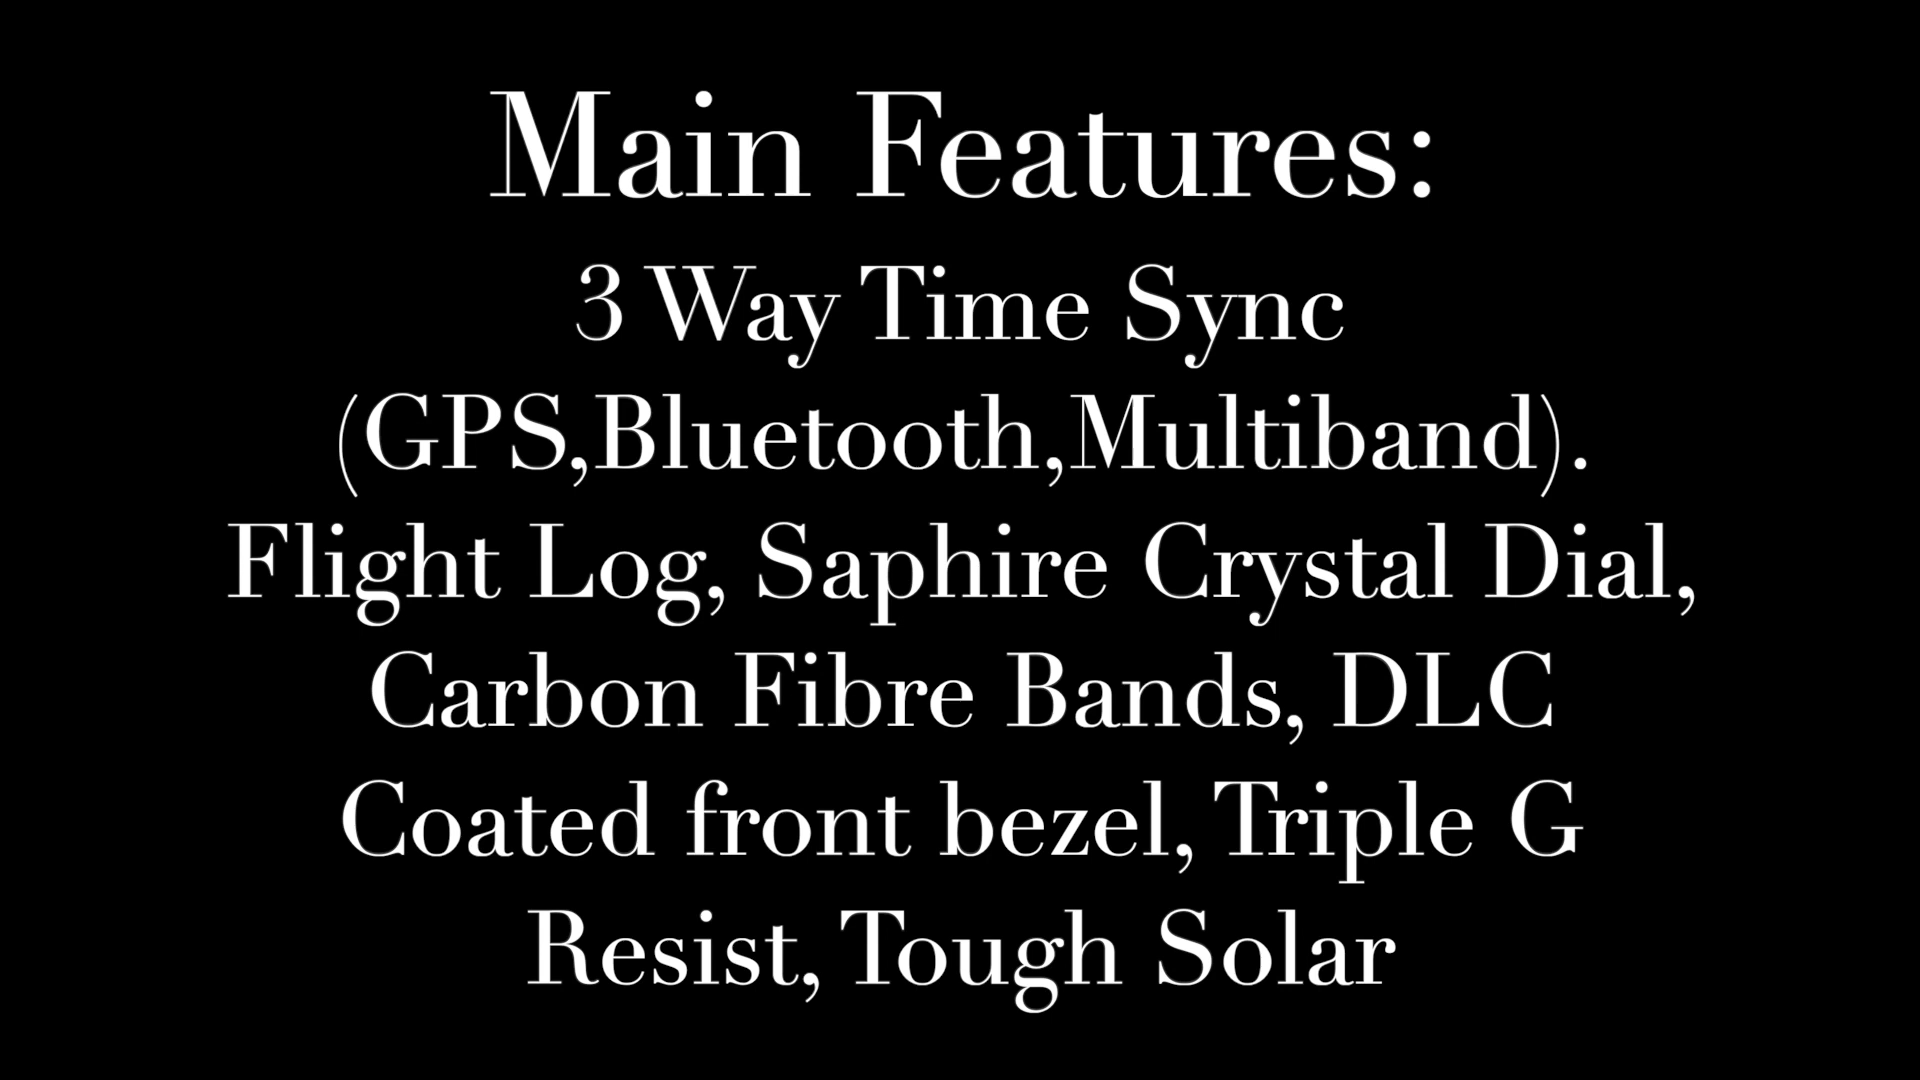 Main Features:
3 Way Time Sync
(GPS,Bluetooth,Multiband).
Flight Log, Saphire Crystal Dial,
Carbon Fibre Bands, DLC
Coated front bezel, Triple G
Resist, Tough Solar